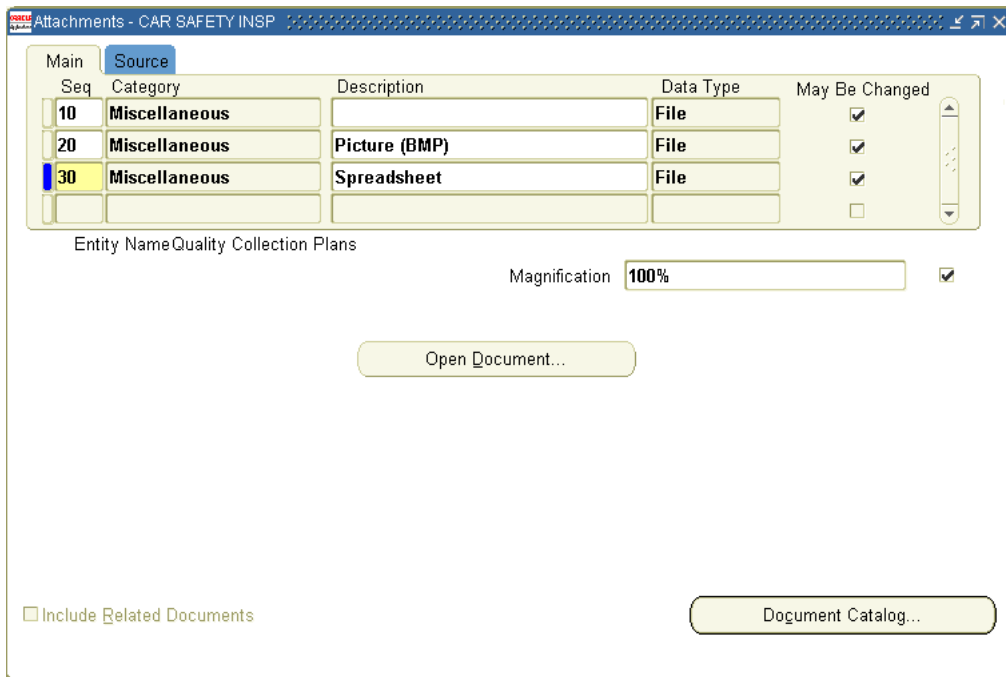 ORACLE Attachments - CAR SAFETY INSP
Main Source
Seq Category Description Data Type May Be Changed
10 Miscellaneous File
20 Miscellaneous Picture (BMP) File
30 Miscellaneous Spreadsheet File
Entity NameQuality Collection Plans
Magnification 100%
Open Document...
Include Related Documents
Document Catalog...